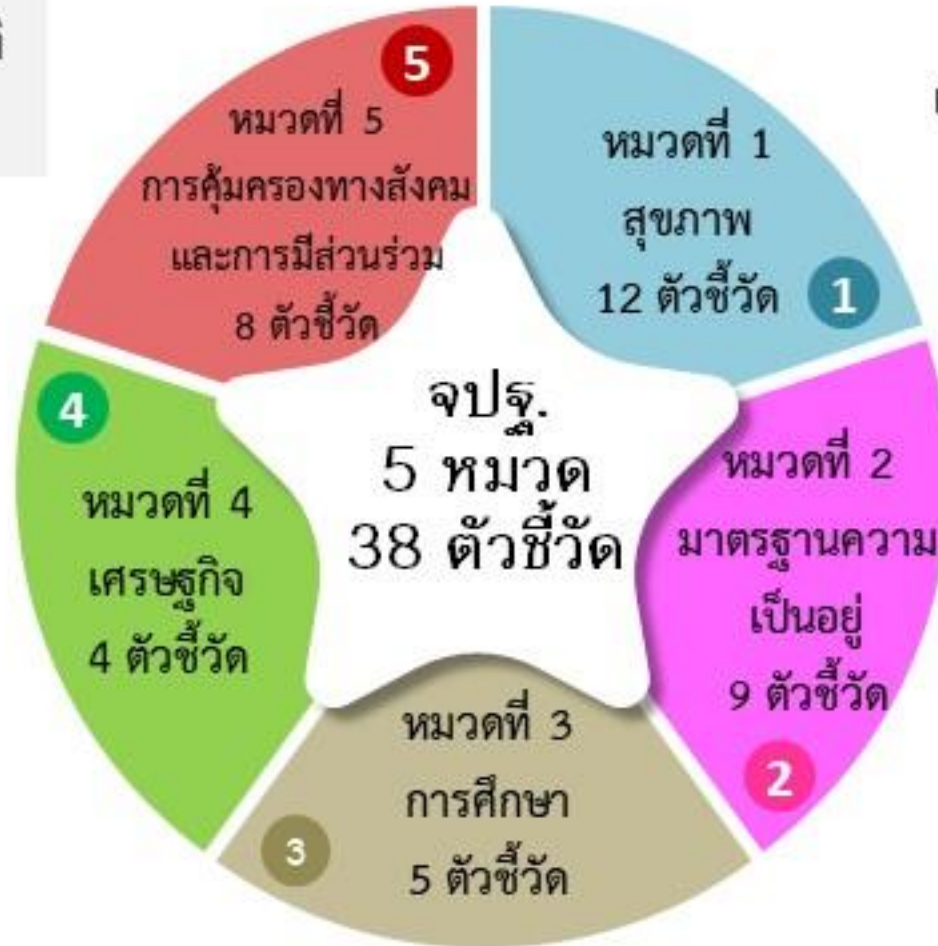 จปฐ.
5 หมวด
38 ตัวชี้วัด
หมวดที่ 1
สุขภาพ
12 ตัวชี้วัด
1
หมวดที่ 2
มาตรฐานความ
เป็นอยู่
9 ตัวชี้วัด
2
หมวดที่ 3
การศึกษา
5 ตัวชี้วัด
3
4
หมวดที่ 4
เศรษฐกิจ
4 ตัวชี้วัด
5
หมวดที่ 5
การคุ้มครองทางสังคม
และการมีส่วนร่วม
8 ตัวชี้วัด